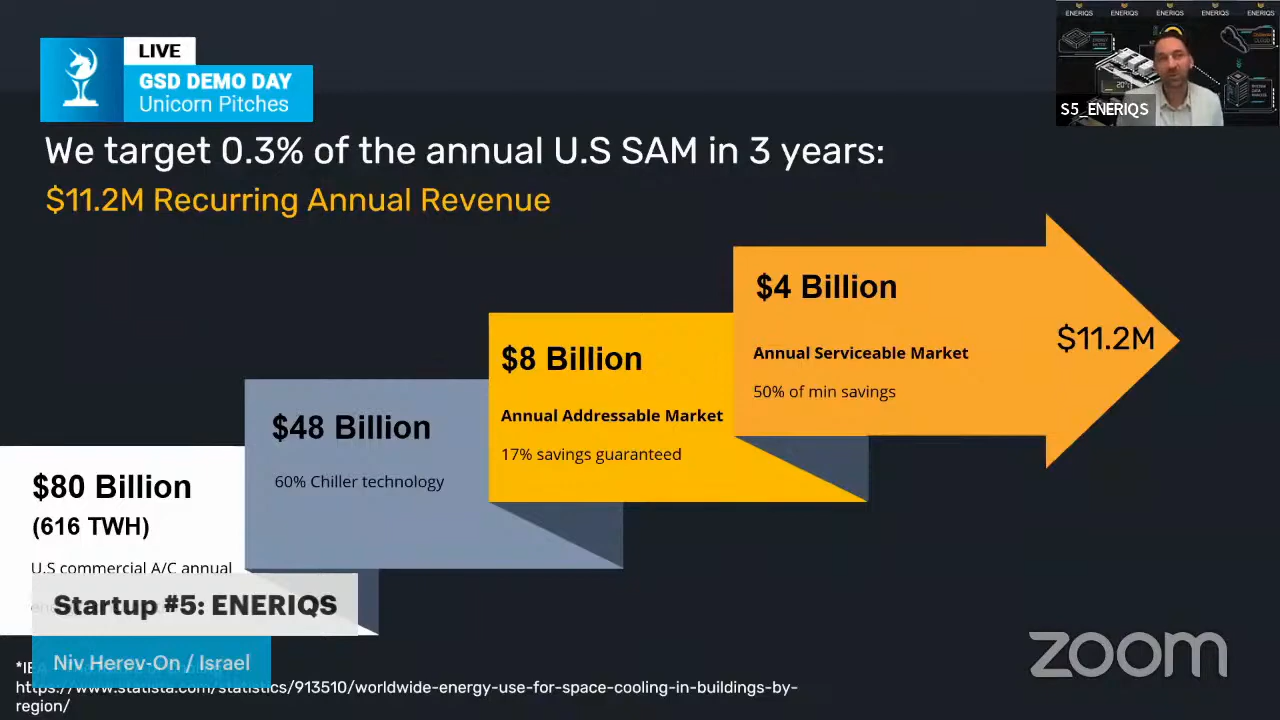 LIVE
GSD DEMO DAY
Unicorn Pitches
ENERIQS ENERIQS ENERIQS ENERIQS ENERIQS
S5_ENERIQS
We target 0.3% of the annual U.S SAM in 3 years:
$11.2M Recurring Annual Revenue
$4 Billion
Annual Serviceable Market
50% of min savings
$11.2M
$8 Billion
Annual Addressable Market
17% savings guaranteed
$48 Billion
60% Chiller technology
$80 Billion
(616 TWH)
U.S commercial A/C annual
Startup #5: ENERIQS
Niv Herev-On / Israel
https://www.statista.com/statistics/913510/worldwide-energy-use-for-space-cooling-in-buildings-by-
region/
zoom